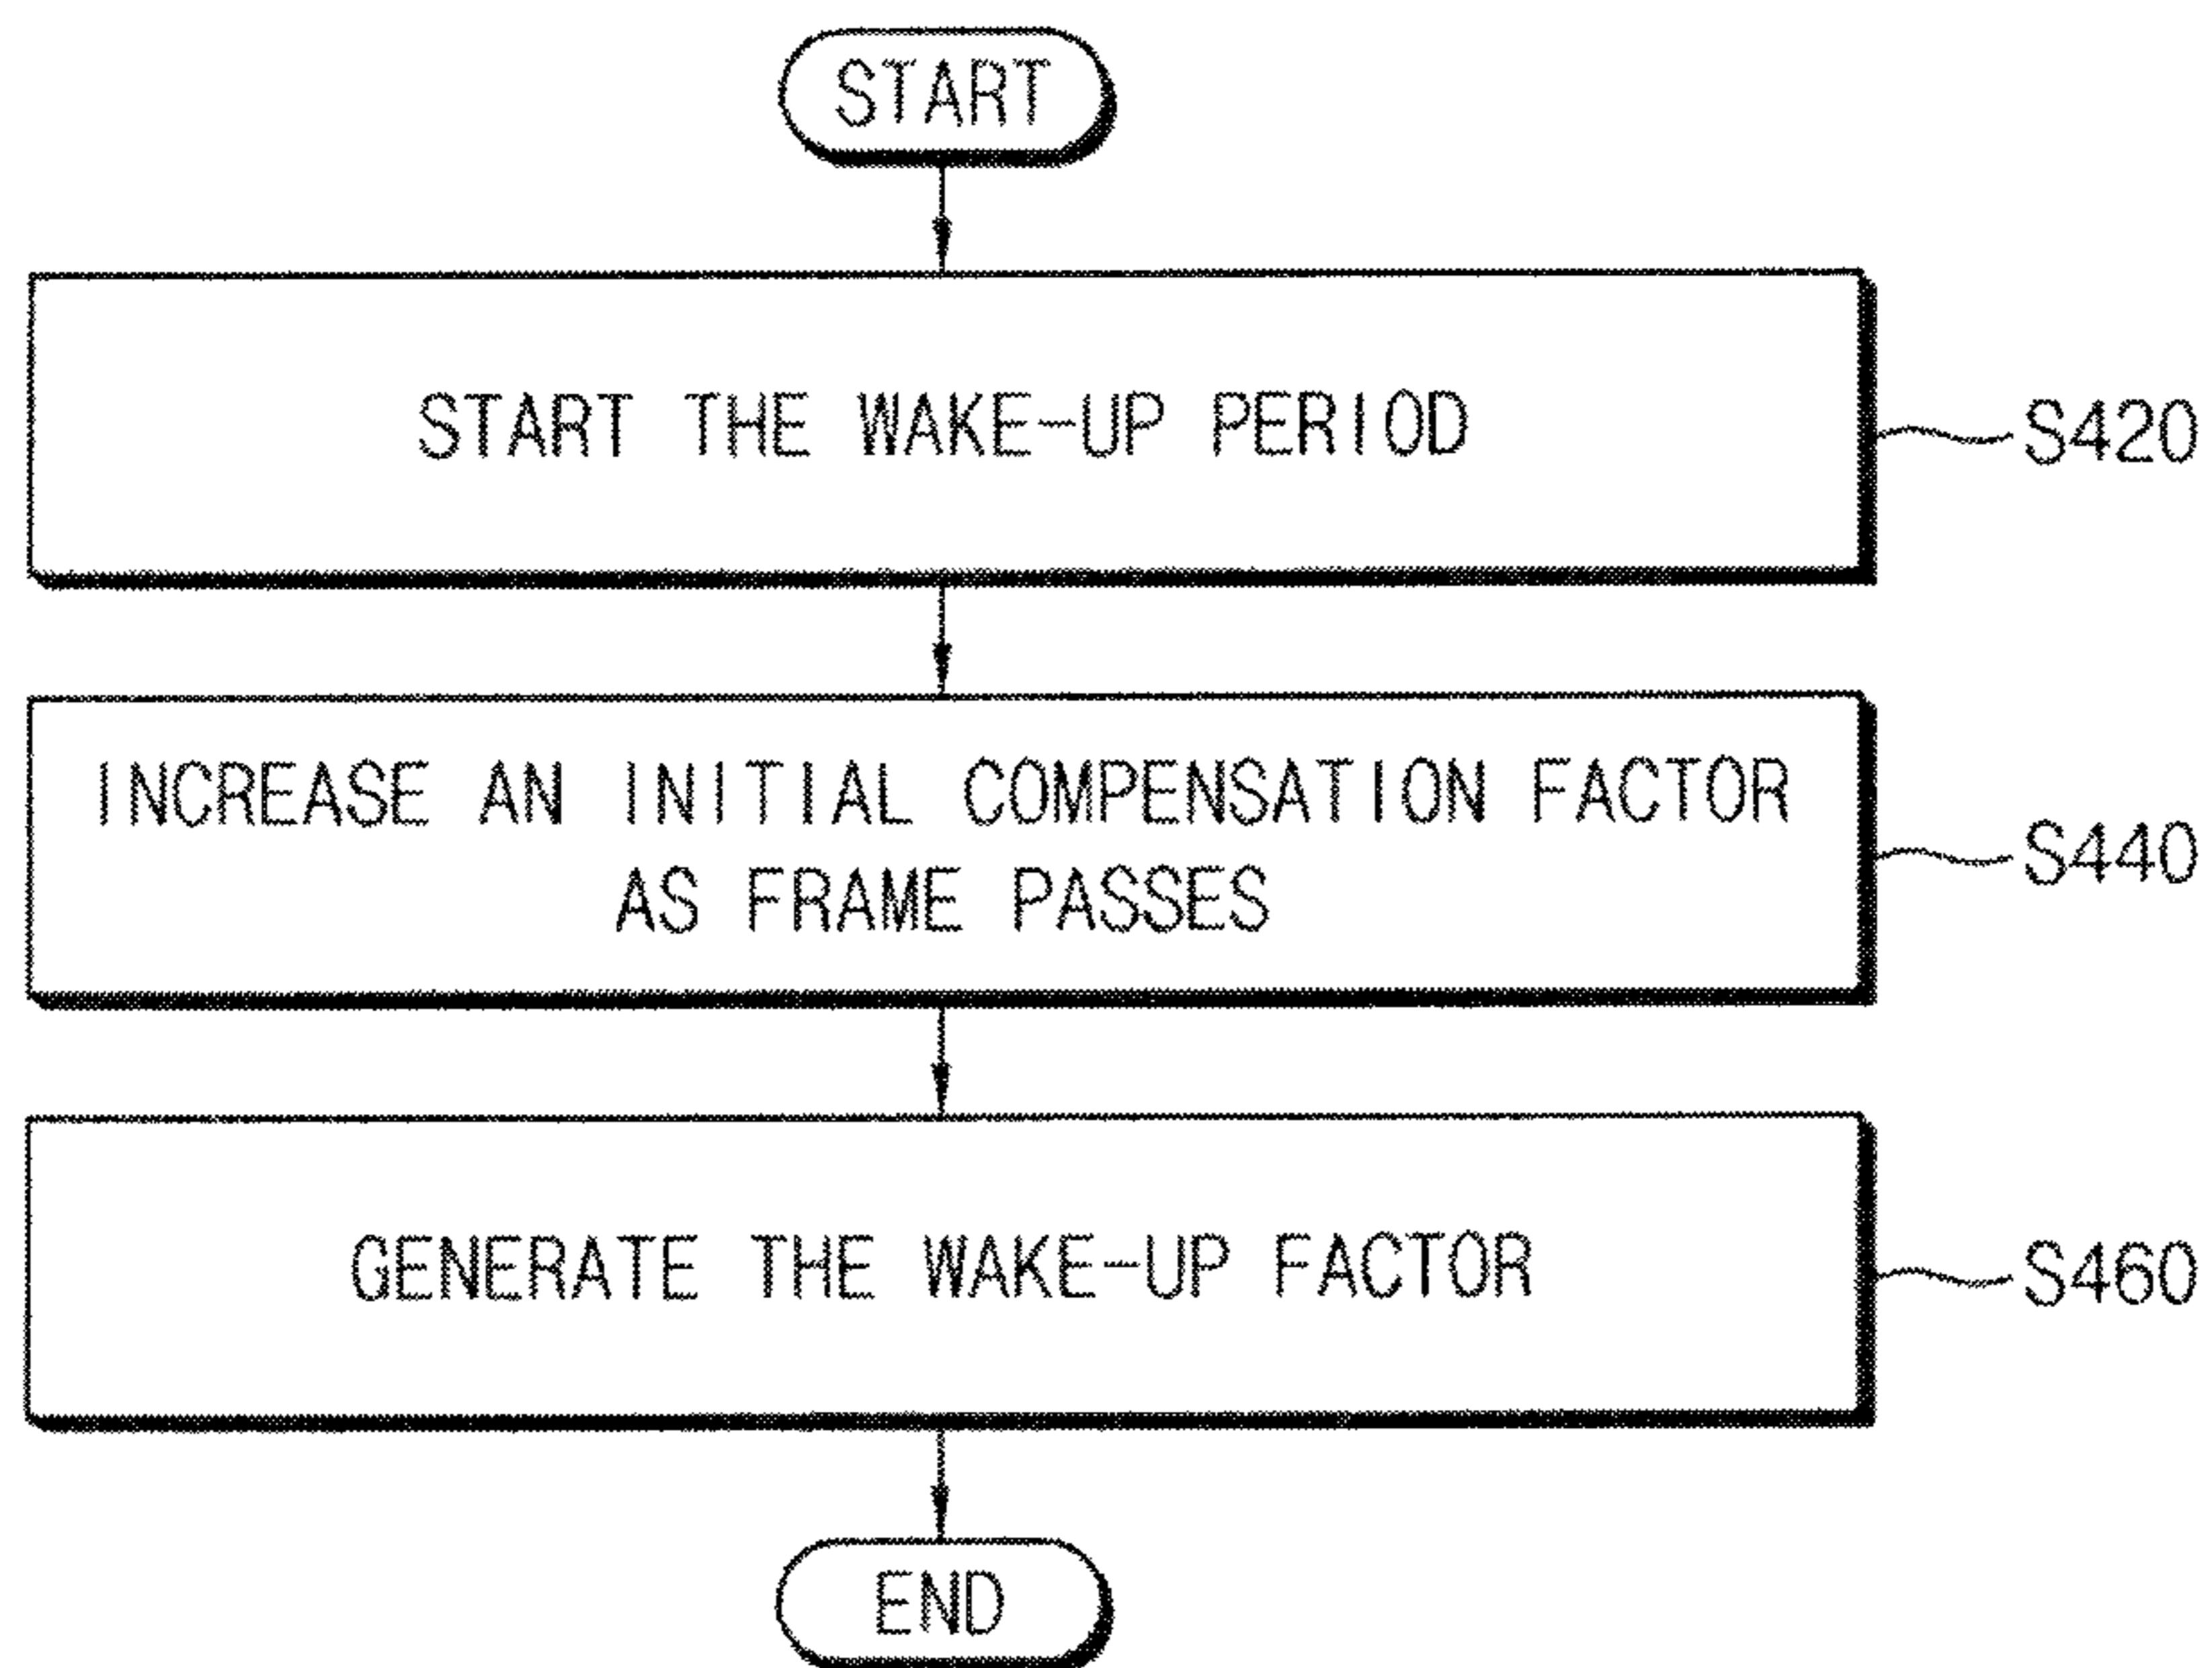 START
START THE WAKE-UP PERIOD
S420
INCREASE AN INITIAL COMPENSATION FACTOR
AS FRAME PASSES
S440
GENERATE THE WAKE-UP FACTOR
S460
END